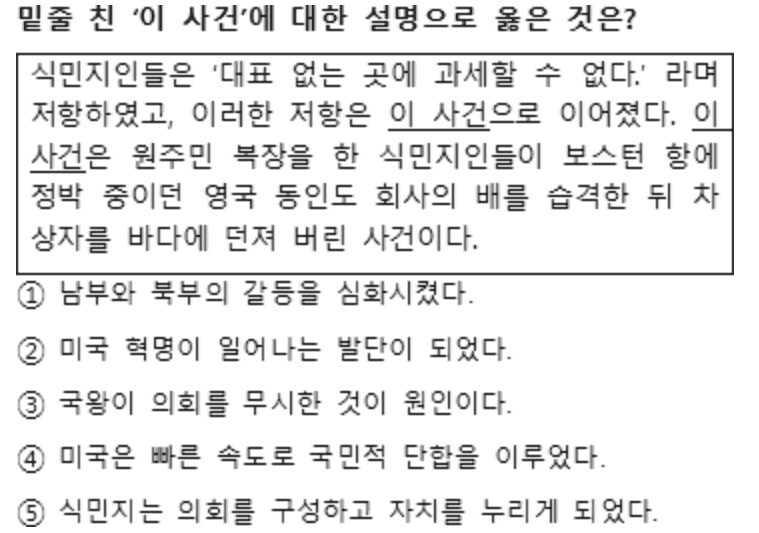 밑줄 친 '이 사건'에 대한 설명으로 옳은 것은?
식민지인들은 '대표 없는 곳에 과세할 수 없다.' 라며
저항하였고, 이러한 저항은 이 사건으로 이어졌다. 이
사건은 원주민 복장을 한 식민지인들이 보스턴 항에
정박 중이던 영국 동인도 회사의 배를 습격한 뒤 차
상자를 바다에 던져 버린 사건이다.
① 남부와 북부의 갈등을 심화시켰다.
② 미국 혁명이 일어나는 발단이 되었다.
③ 국왕이 의회를 무시한 것이 원인이다.
④ 미국은 빠른 속도로 국민적 단합을 이루었다.
⑤ 식민지는 의회를 구성하고 자치를 누리게 되었다.